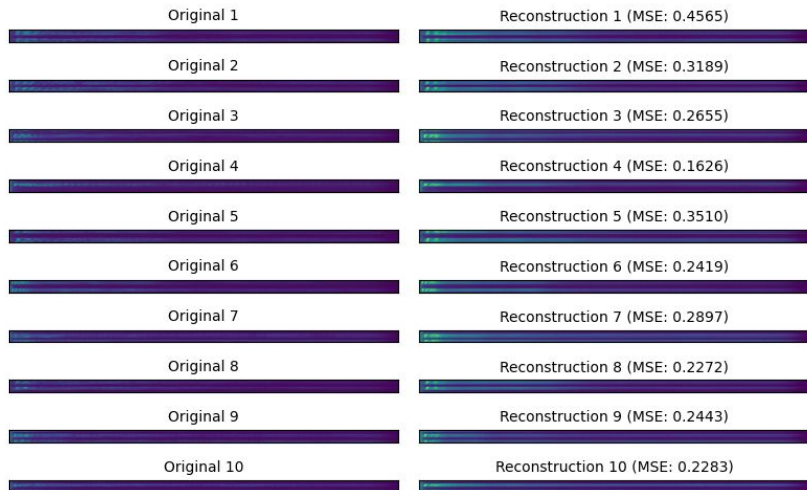 Original 1
Reconstruction 1 (MSE: 0.4565)
Original 2
Reconstruction 2 (MSE: 0.3189)
Original 3
Reconstruction 3 (MSE: 0.2655)
Original 4
Reconstruction 4 (MSE: 0.1626)
Original 5
Reconstruction 5 (MSE: 0.3510)
Original 6
Reconstruction 6 (MSE: 0.2419)
Original 7
Reconstruction 7 (MSE: 0.2897)
Original 8
Reconstruction 8 (MSE: 0.2272)
Original 9
Reconstruction 9 (MSE: 0.2443)
Original 10
Reconstruction 10 (MSE: 0.2283)